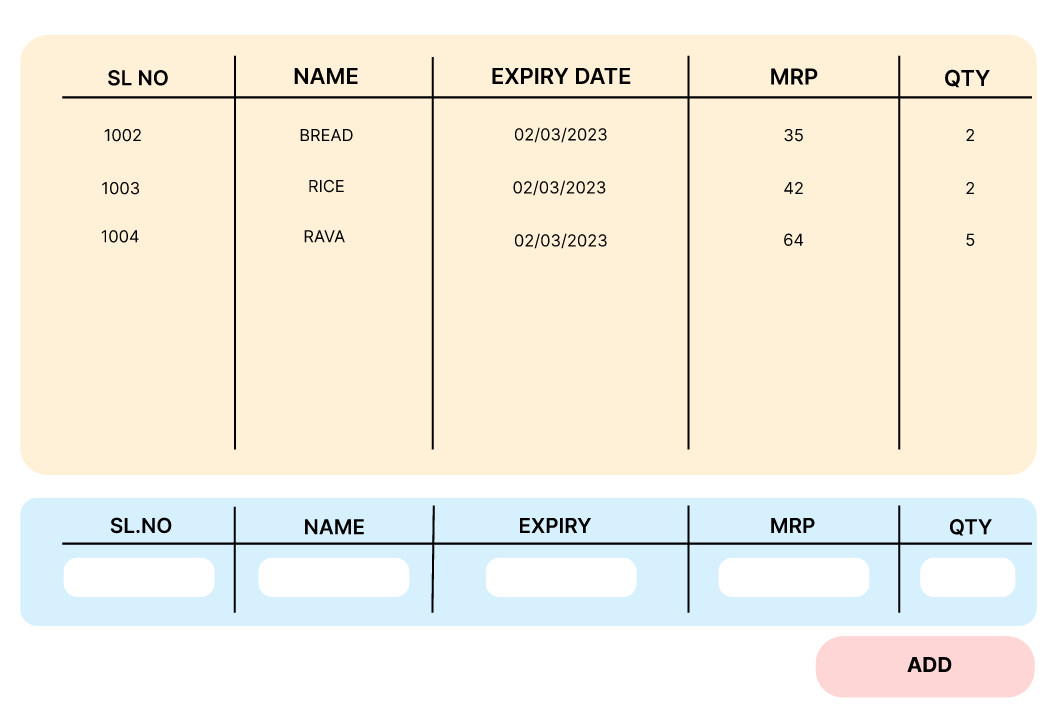 SL NO NAME EXPIRY DATE MRP QTY
1002 BREAD 02/03/2023 35 2
1003 RICE 02/03/2023 42 2
1004 RAVA 02/03/2023 64 5
SL.NO NAME EXPIRY MRP QTY
ADD